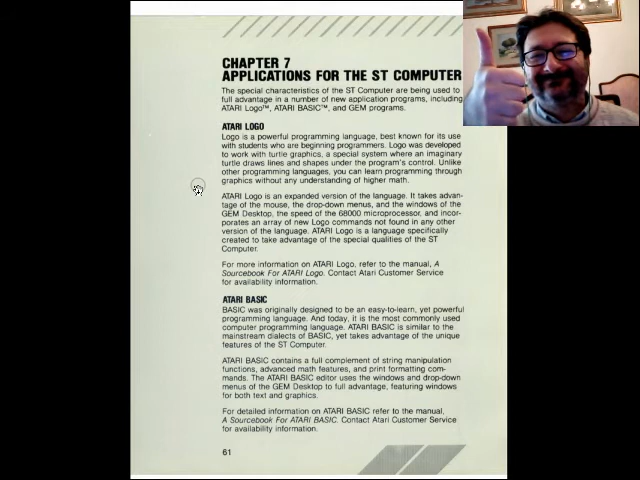 CHAPTER 7
APPLICATIONS FOR THE ST COMPUTER
The special characteristics of the ST Computer are being used to
full advantage in a number of new application programs, including
ATARI Logo™, ATARI BASIC™, and GEM programs.
ATARI LOGO
Logo is a powerful programming language, best known for its use
with students who are beginning programmers. Logo was developed
to work with turtle graphics, a special system where an imaginary
turtle draws lines and shapes under the program's control. Unlike
other programming languages, you can learn programming through
graphics without any understanding of higher math.
ATARI Logo is an expanded version of the language. It takes advan-
tage of the mouse, the drop-down menus, and the windows of the
GEM Desktop, the speed of the 68000 microprocessor, and incor-
porates an array of new Logo commands not found in any other
version of the language. ATARI Logo is a language specifically
created to take advantage of the special qualities of the ST
Computer.
For more information on ATARI Logo, refer to the manual, A
Sourcebook For ATARI Logo. Contact Atari Customer Service
for availability information.
ATARI BASIC
BASIC was originally designed to be an easy-to-learn, yet powerful
programming language. And today, it is the most commonly used
computer programming language. ATARI BASIC is similar to the
mainstream dialects of BASIC, yet takes advantage of the unique
features of the ST Computer.
ATARI BASIC contains a full complement of string manipulation
functions, advanced math features, and print formatting com-
mands. The ATARI BASIC editor uses the windows and drop-down
menus of the GEM Desktop to full advantage, featuring windows
for both text and graphics.
For detailed information on ATARI BASIC refer to the manual,
A Sourcebook For ATARI BASIC. Contact Atari Customer Service
for availability information.
61